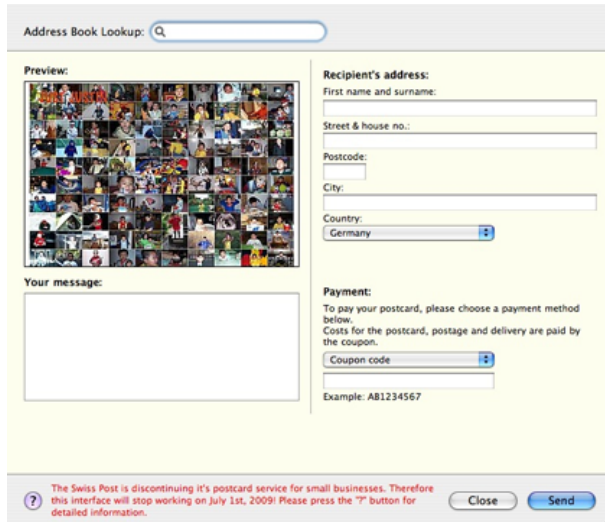 Address Book Lookup:
Preview:
Your message:
Recipient's address:
First name and surname:
Street & house no.:
Postcode:
City:
Country:
Germany
Payment:
To pay your postcard, please choose a payment method
below.
Costs for the postcard, postage and delivery are paid by
the coupon.
Coupon code
Example: AB1234567
? The Swiss Post is discontinuing it's postcard service for small businesses. Therefore
this interface will stop working on July 1st, 2009! Please press the "?" button for
detailed information.
Close Send